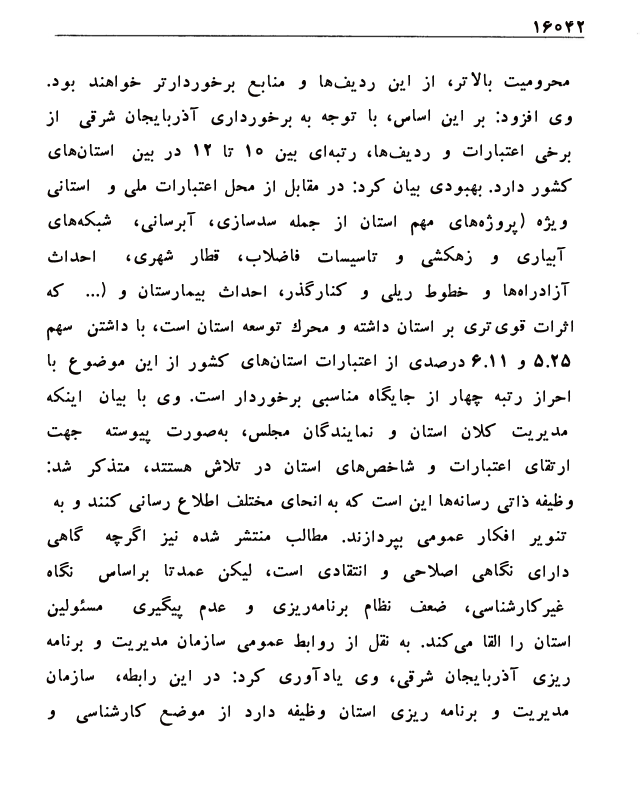 ۱۶۰۴۲
محرومیت بالاتر، از این ردیف‌ها و منابع برخوردارتر خواهند بود.
وی افزود: بر این اساس، با توجه به برخورداری آذربایجان شرقی از
برخی اعتبارات و ردیف‌ها، رتبه‌ای بین ۱۰ تا ۱۲ در بین استان‌های
کشور دارد. بهبودی بیان کرد: در مقابل از محل اعتبارات ملی و استانی
ویژه (پروژه‌های مهم استان از جمله سدسازی، آبرسانی، شبکه‌های
آبیاری و زهکشی و تاسیسات فاضلاب، قطار شهری، احداث
آزادراه‌ها و خطوط ریلی و کنارگذر، احداث بیمارستان و (... که
اثرات قوی‌تری بر استان داشته و محرك توسعه استان است، با داشتن سهم
۵.۲۵ و ۶.۱۱ درصدی از اعتبارات استان‌های کشور از این موضوع با
احراز رتبه چهار از جایگاه مناسبی برخوردار است. وی با بیان اینکه
مدیریت کلان استان و نمایندگان مجلس، به‌صورت پیوسته جهت
ارتقای اعتبارات و شاخص‌های استان در تلاش هستند، متذکر شد:
وظیفه ذاتی رسانه‌ها این است که به انحای مختلف اطلاع رسانی کنند و به
تنویر افکار عمومی بپردازند. مطالب منتشر شده نیز اگرچه گاهی
دارای نگاهی اصلاحی و انتقادی است، لیکن عمدتا براساس نگاه
غیرکارشناسی، ضعف نظام برنامه‌ریزی و عدم پیگیری مسئولین
استان را القا می‌کند. به نقل از روابط عمومی سازمان مدیریت و برنامه
ریزی آذربایجان شرقی، وی یادآوری کرد: در این رابطه، سازمان
مدیریت و برنامه ریزی استان وظیفه دارد از موضع کارشناسی و